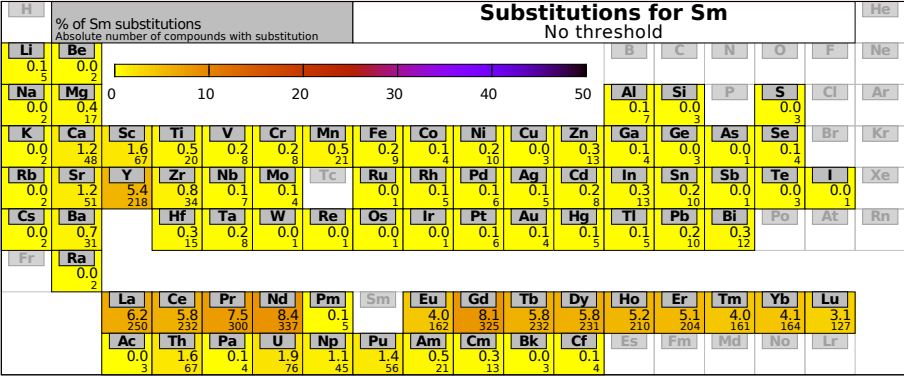 H % of Sm substitutions Substitutions for Sm He
Absolute number of compounds with substitution No threshold
Li Be B C N O F Ne
0.1 0.0
5 2
0 10 20 30 40 50
Na Mg Al Si P S Cl Ar
0.0 0.4 0.1 0.0 0.0
2 17 7 3 3
K Ca Sc Ti V Cr Mn Fe Co Ni Cu Zn Ga Ge As Se Br Kr
0.0 1.2 1.6 0.5 0.2 0.2 0.5 0.2 0.1 0.2 0.0 0.3 0.1 0.0 0.0 0.1
2 48 67 20 8 8 21 9 4 10 3 13 4 3 1 4
Rb Sr Y Zr Nb Mo Tc Ru Rh Pd Ag Cd In Sn Sb Te I Xe
0.0 1.2 5.4 0.8 0.1 0.1 0.0 0.1 0.1 0.1 0.2 0.3 0.2 0.0 0.0 0.0
2 51 218 34 7 4 1 5 6 5 8 13 10 1 3 1
Cs Ba Hf Ta W Re Os Ir Pt Au Hg Tl Pb Bi Po At Rn
0.0 0.7 0.3 0.2 0.0 0.0 0.0 0.0 0.1 0.1 0.1 0.1 0.2 0.3
2 31 15 8 1 1 1 1 6 4 5 5 10 12
Fr Ra
0.0
2
La Ce Pr Nd Pm Sm Eu Gd Tb Dy Ho Er Tm Yb Lu
6.2 5.8 7.5 8.4 0.1 4.0 8.1 5.8 5.8 5.2 5.1 4.0 4.1 3.1
250 232 300 337 5 162 325 232 231 210 204 161 164 127
Ac Th Pa U Np Pu Am Cm Bk Cf Es Fm Md No Lr
0.0 1.6 0.1 1.9 1.1 1.4 0.5 0.3 0.0 0.1
3 67 4 76 45 56 21 13 3 4